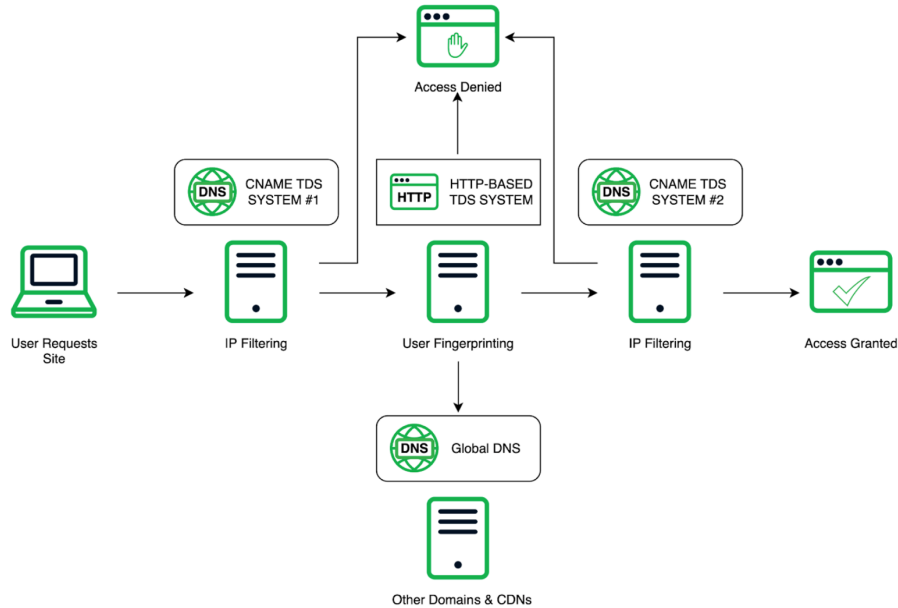 Access Denied
DNS
CNAME TDS
SYSTEM #1
HTTP
HTTP-BASED
TDS SYSTEM
DNS
CNAME TDS
SYSTEM #2
User Requests
Site
IP Filtering
User Fingerprinting
IP Filtering
Access Granted
DNS
Global DNS
Other Domains & CDNs